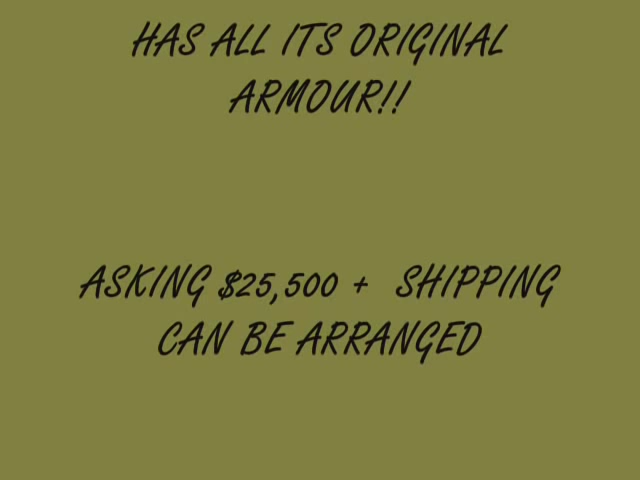 HAS ALL ITS ORIGINAL
ARMOUR!!
ASKING $25,500 + SHIPPING
CAN BE ARRANGED